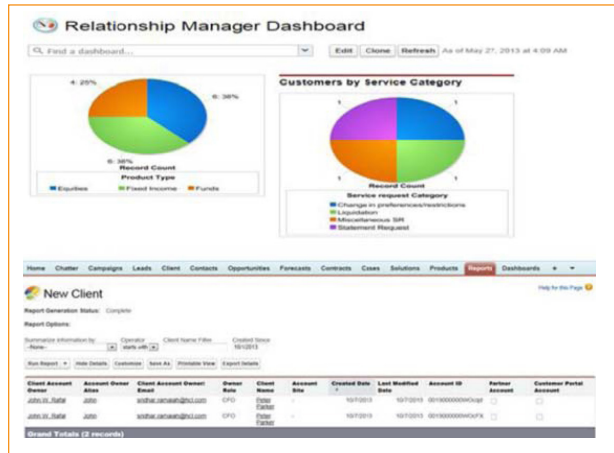 Relationship Manager Dashboard
Find a dashboard...
Edit Clone Refresh As of May 27, 2013 at 4:09 AM
4: 25%
6: 38%
6: 38%
Record Count
Product Type
Equities Fixed Income Funds
Customers by Service Category
1 1
1 1
Record Count
Service request Category
Change in preferences/restrictions
Liquidation
Miscellaneous SR
Statement Request
Home Chatter Campaigns Leads Client Contacts Opportunities Forecasts Contracts Cases Solutions Products Reports Dashboards +
New Client
Help for this Page
Report Generation Status: Complete
Report Options:
Summarize information by: Operator Client Name Filter Created Since
--None-- starts with 10/1/2013
Run Report Hide Details Customize Save As Printable View Export Details
Client Account Owner Account Owner Alias Client Account Owner: Email Owner Role Client Name Account Site Created Date Last Modified Date Account ID Partner Account Customer Portal Account
John W. Rafal John CFO Peter Parker - 10/7/2013 10/7/2013
John W. Rafal John CFO Peter Parker - 10/7/2013 10/7/2013
Grand Totals (2 records)